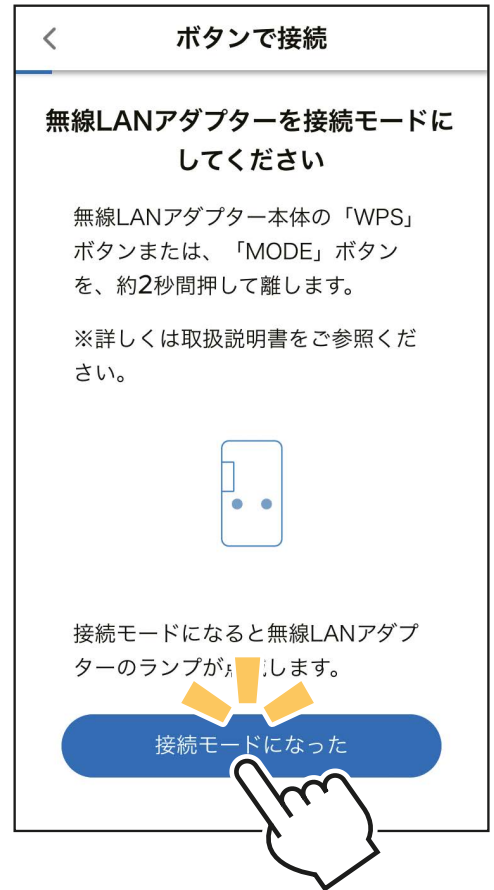 ボタンで接続
無線LANアダプターを接続モードに
してください
無線LANアダプター本体の「WPS」
ボタンまたは、「MODE」ボタン
を、約2秒間押して離します。
※詳しくは取扱説明書をご参照くだ
さい。
接続モードになると無線LANアダプ
ターのランプが します。
接続モードになった